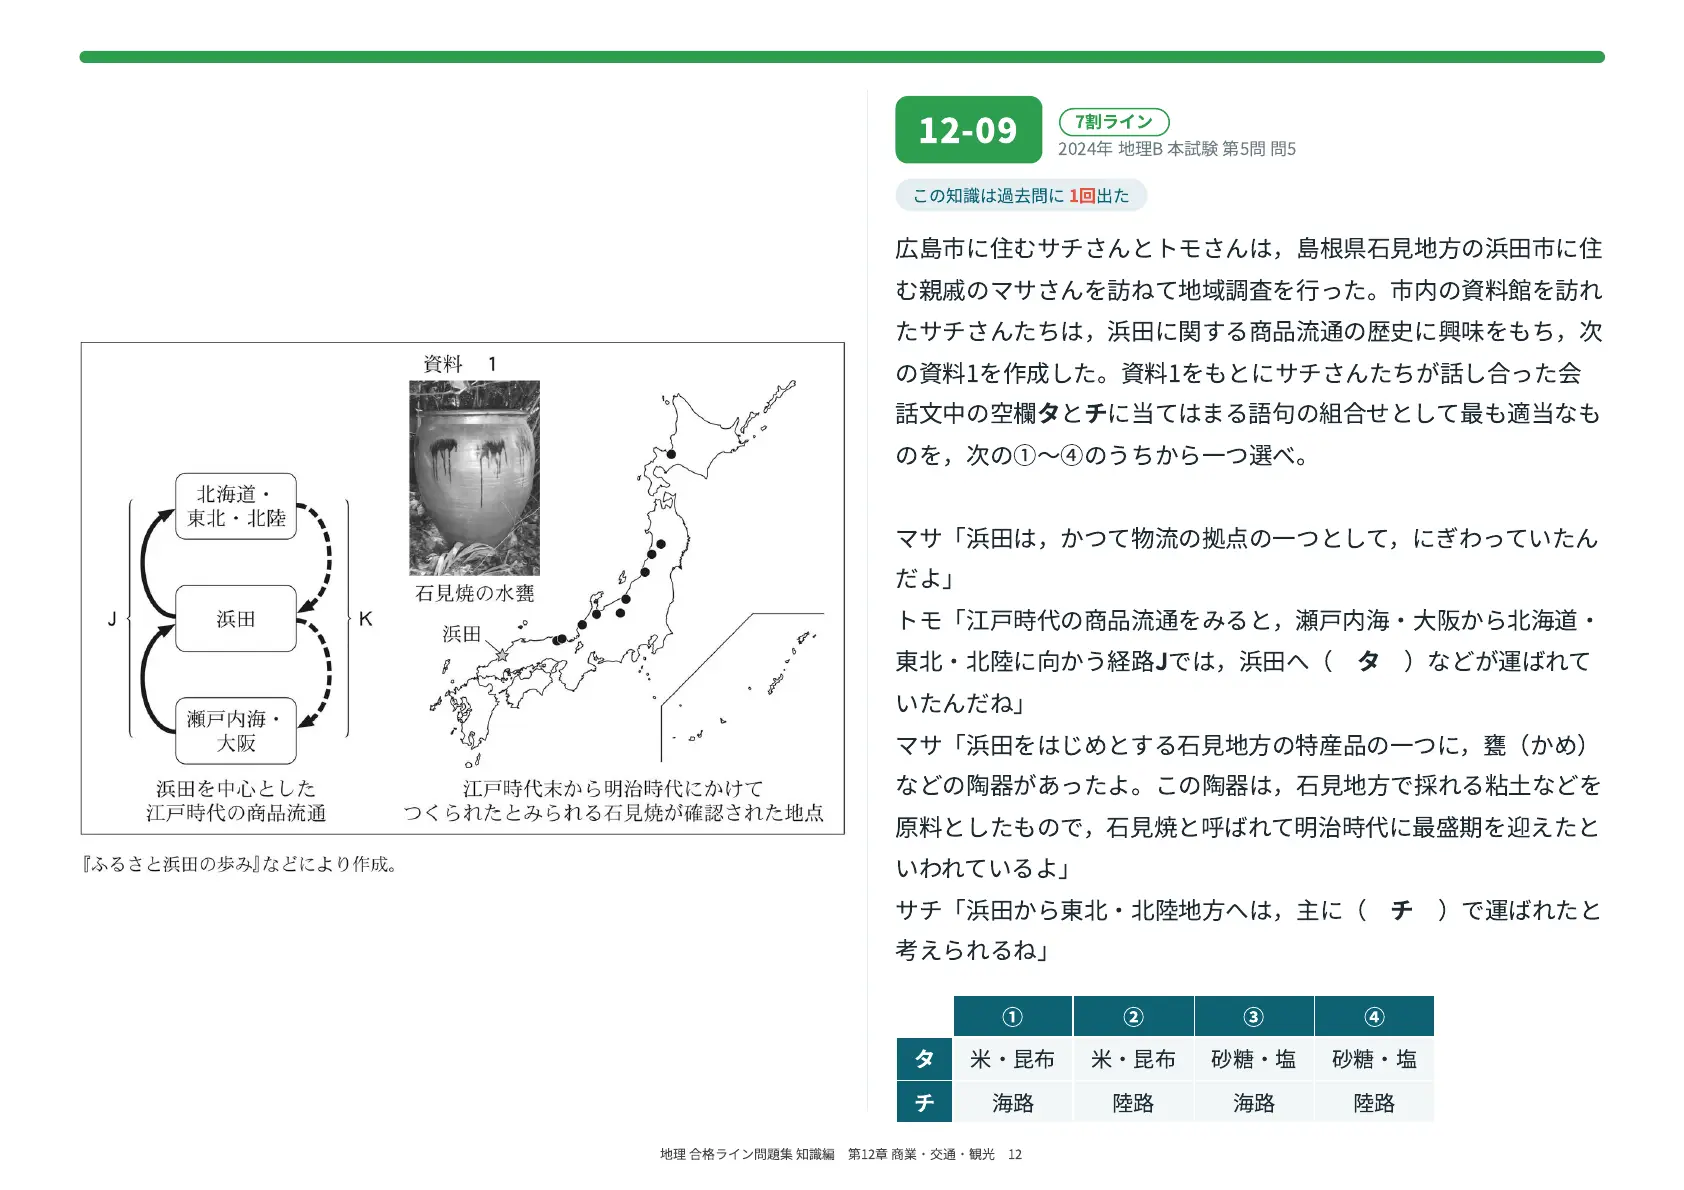 12-09
7割ライン
2024年 地理B 本試験 第5問 問5
この知識は過去問に 1回出た
広島市に住むサチさんとトモさんは，島根県石見地方の浜田市に住
む親戚のマサさんを訪ねて地域調査を行った。市内の資料館を訪れ
たサチさんたちは，浜田に関する商品流通の歴史に興味をもち，次
の資料1を作成した。資料1をもとにサチさんたちが話し合った会
話文中の空欄タとチに当てはまる語句の組合せとして最も適当なも
のを，次の①～④のうちから一つ選べ。
マサ「浜田は，かつて物流の拠点の一つとして，にぎわっていたん
だよ」
トモ「江戸時代の商品流通をみると，瀬戸内海・大阪から北海道・
東北・北陸に向かう経路Jでは，浜田へ（　タ　）などが運ばれて
いたんだね」
マサ「浜田をはじめとする石見地方の特産品の一つに，甕（かめ）
などの陶器があったよ。この陶器は，石見地方で採れる粘土などを
原料としたもので，石見焼と呼ばれて明治時代に最盛期を迎えたと
いわれているよ」
サチ「浜田から東北・北陸地方へは，主に（　チ　）で運ばれたと
考えられるね」
① ② ③ ④
タ 米・昆布 米・昆布 砂糖・塩 砂糖・塩
チ 海路 陸路 海路 陸路
資料　1
北海道・
東北・北陸
J
浜田
K
瀬戸内海・
大阪
浜田を中心とした
江戸時代の商品流通
石見焼の水甕
浜田
江戸時代末から明治時代にかけて
つくられたとみられる石見焼が確認された地点
『ふるさと浜田の歩み』などにより作成。
地理 合格ライン問題集 知識編　第12章 商業・交通・観光　12